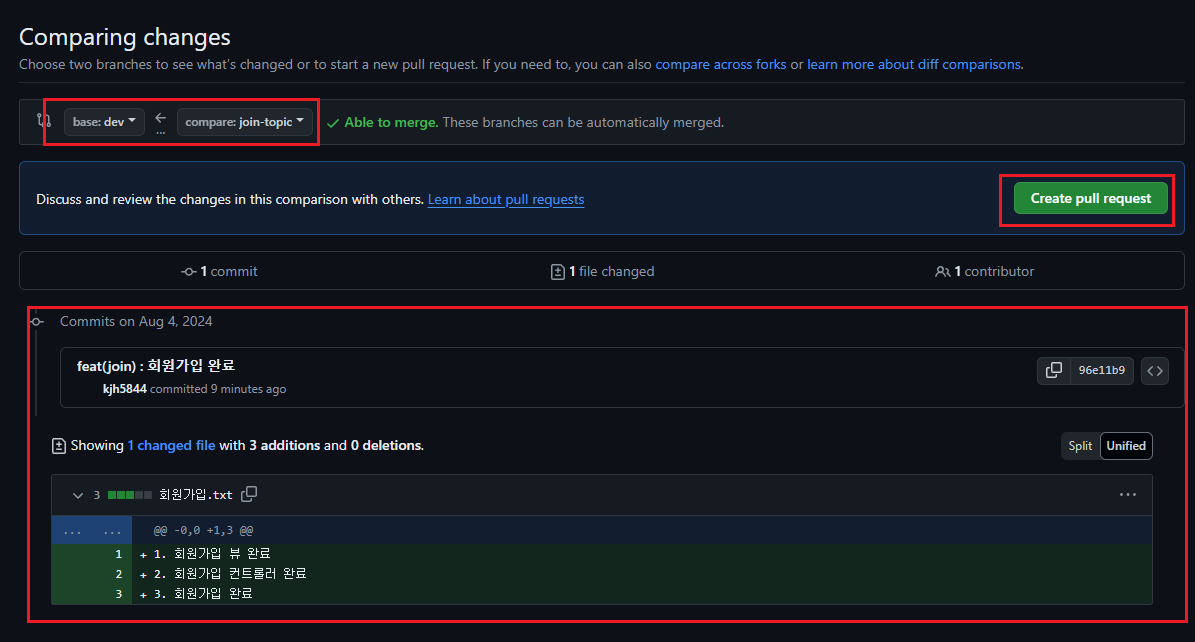 Comparing changes
Choose two branches to see what's changed or to start a new pull request. If you need to, you can also compare across forks or learn more about diff comparisons.
base: dev compare: join-topic Able to merge. These branches can be automatically merged.
Discuss and review the changes in this comparison with others. Learn about pull requests Create pull request
1 commit 1 file changed 1 contributor
Commits on Aug 4, 2024
feat(join) : 회원가입 완료
96e11b9
kjh5844 committed 9 minutes ago
Showing 1 changed file with 3 additions and 0 deletions.
Split Unified
3 회원가입.txt
... ... @@ -0,0 +1,3 @@
1 + 1. 회원가입 뷰 완료
2 + 2. 회원가입 컨트롤러 완료
3 + 3. 회원가입 완료